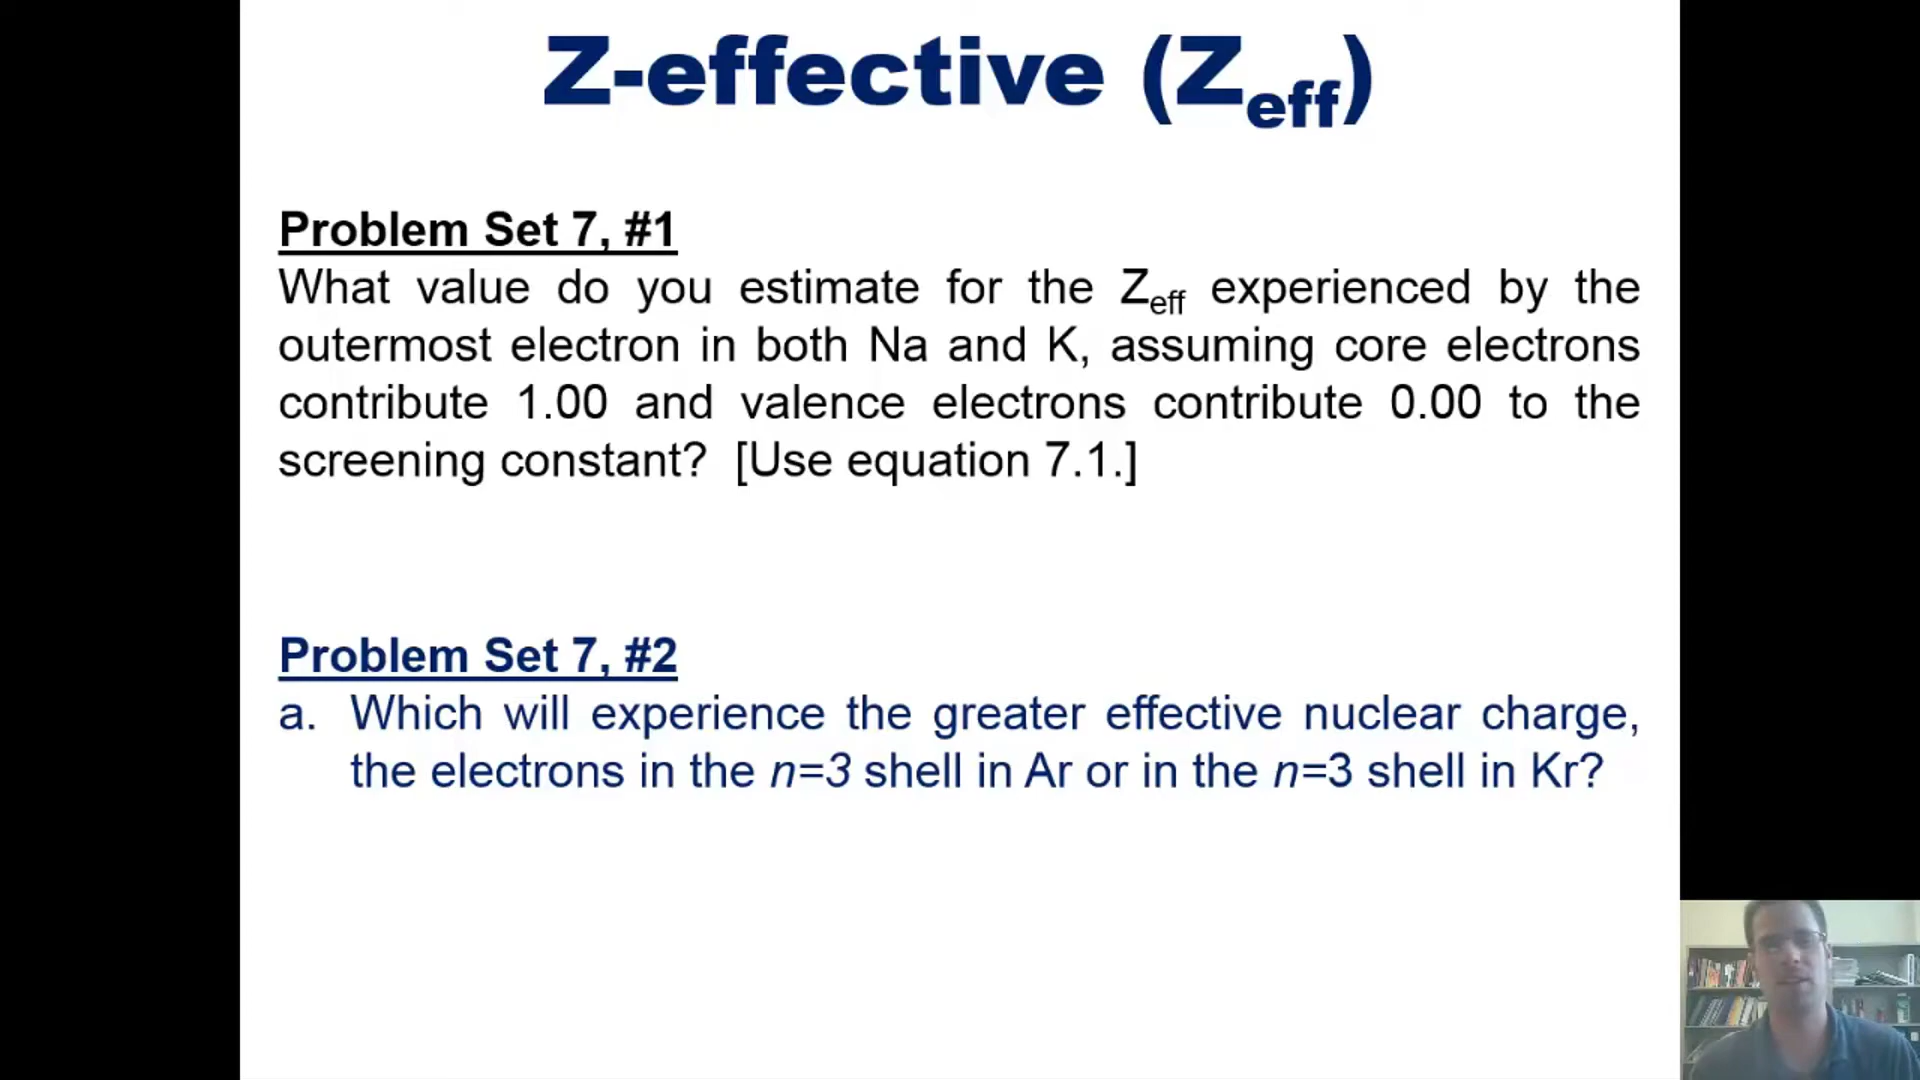 Z-effective (Zeff)
Problem Set 7, #1
What value do you estimate for the Zeff experienced by the
outermost electron in both Na and K, assuming core electrons
contribute 1.00 and valence electrons contribute 0.00 to the
screening constant? [Use equation 7.1.]
Problem Set 7, #2
a. Which will experience the greater effective nuclear charge,
the electrons in the n=3 shell in Ar or in the n=3 shell in Kr?